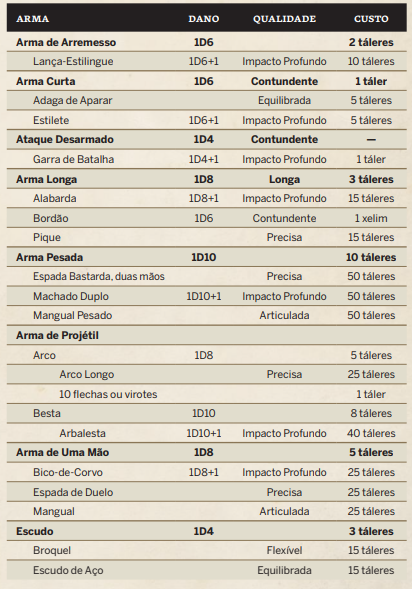 ARMA DANO QUALIDADE CUSTO
Arma de Arremesso 1D6 2 táleres
Lança-Estilingue 1D6+1 Impacto Profundo 10 táleres
Arma Curta 1D6 Contundente 1 táler
Adaga de Aparar Equilibrada 5 táleres
Estilete 1D6+1 Impacto Profundo 5 táleres
Ataque Desarmado 1D4 Contundente —
Garra de Batalha 1D4+1 Impacto Profundo 1 táler
Arma Longa 1D8 Longa 3 táleres
Alabarda 1D8+1 Impacto Profundo 15 táleres
Bordão 1D6 Contundente 1 xelim
Pique Precisa 15 táleres
Arma Pesada 1D10 10 táleres
Espada Bastarda, duas mãos Precisa 50 táleres
Machado Duplo 1D10+1 Impacto Profundo 50 táleres
Mangual Pesado Articulada 50 táleres
Arma de Projétil
Arco 1D8 5 táleres
Arco Longo Precisa 25 táleres
10 flechas ou virotes 1 táler
Besta 1D10 8 táleres
Arbalesta 1D10+1 Impacto Profundo 40 táleres
Arma de Uma Mão 1D8 5 táleres
Bico-de-Corvo 1D8+1 Impacto Profundo 25 táleres
Espada de Duelo Precisa 25 táleres
Mangual Articulada 25 táleres
Escudo 1D4 3 táleres
Broquel Flexível 15 táleres
Escudo de Aço Equilibrada 15 táleres